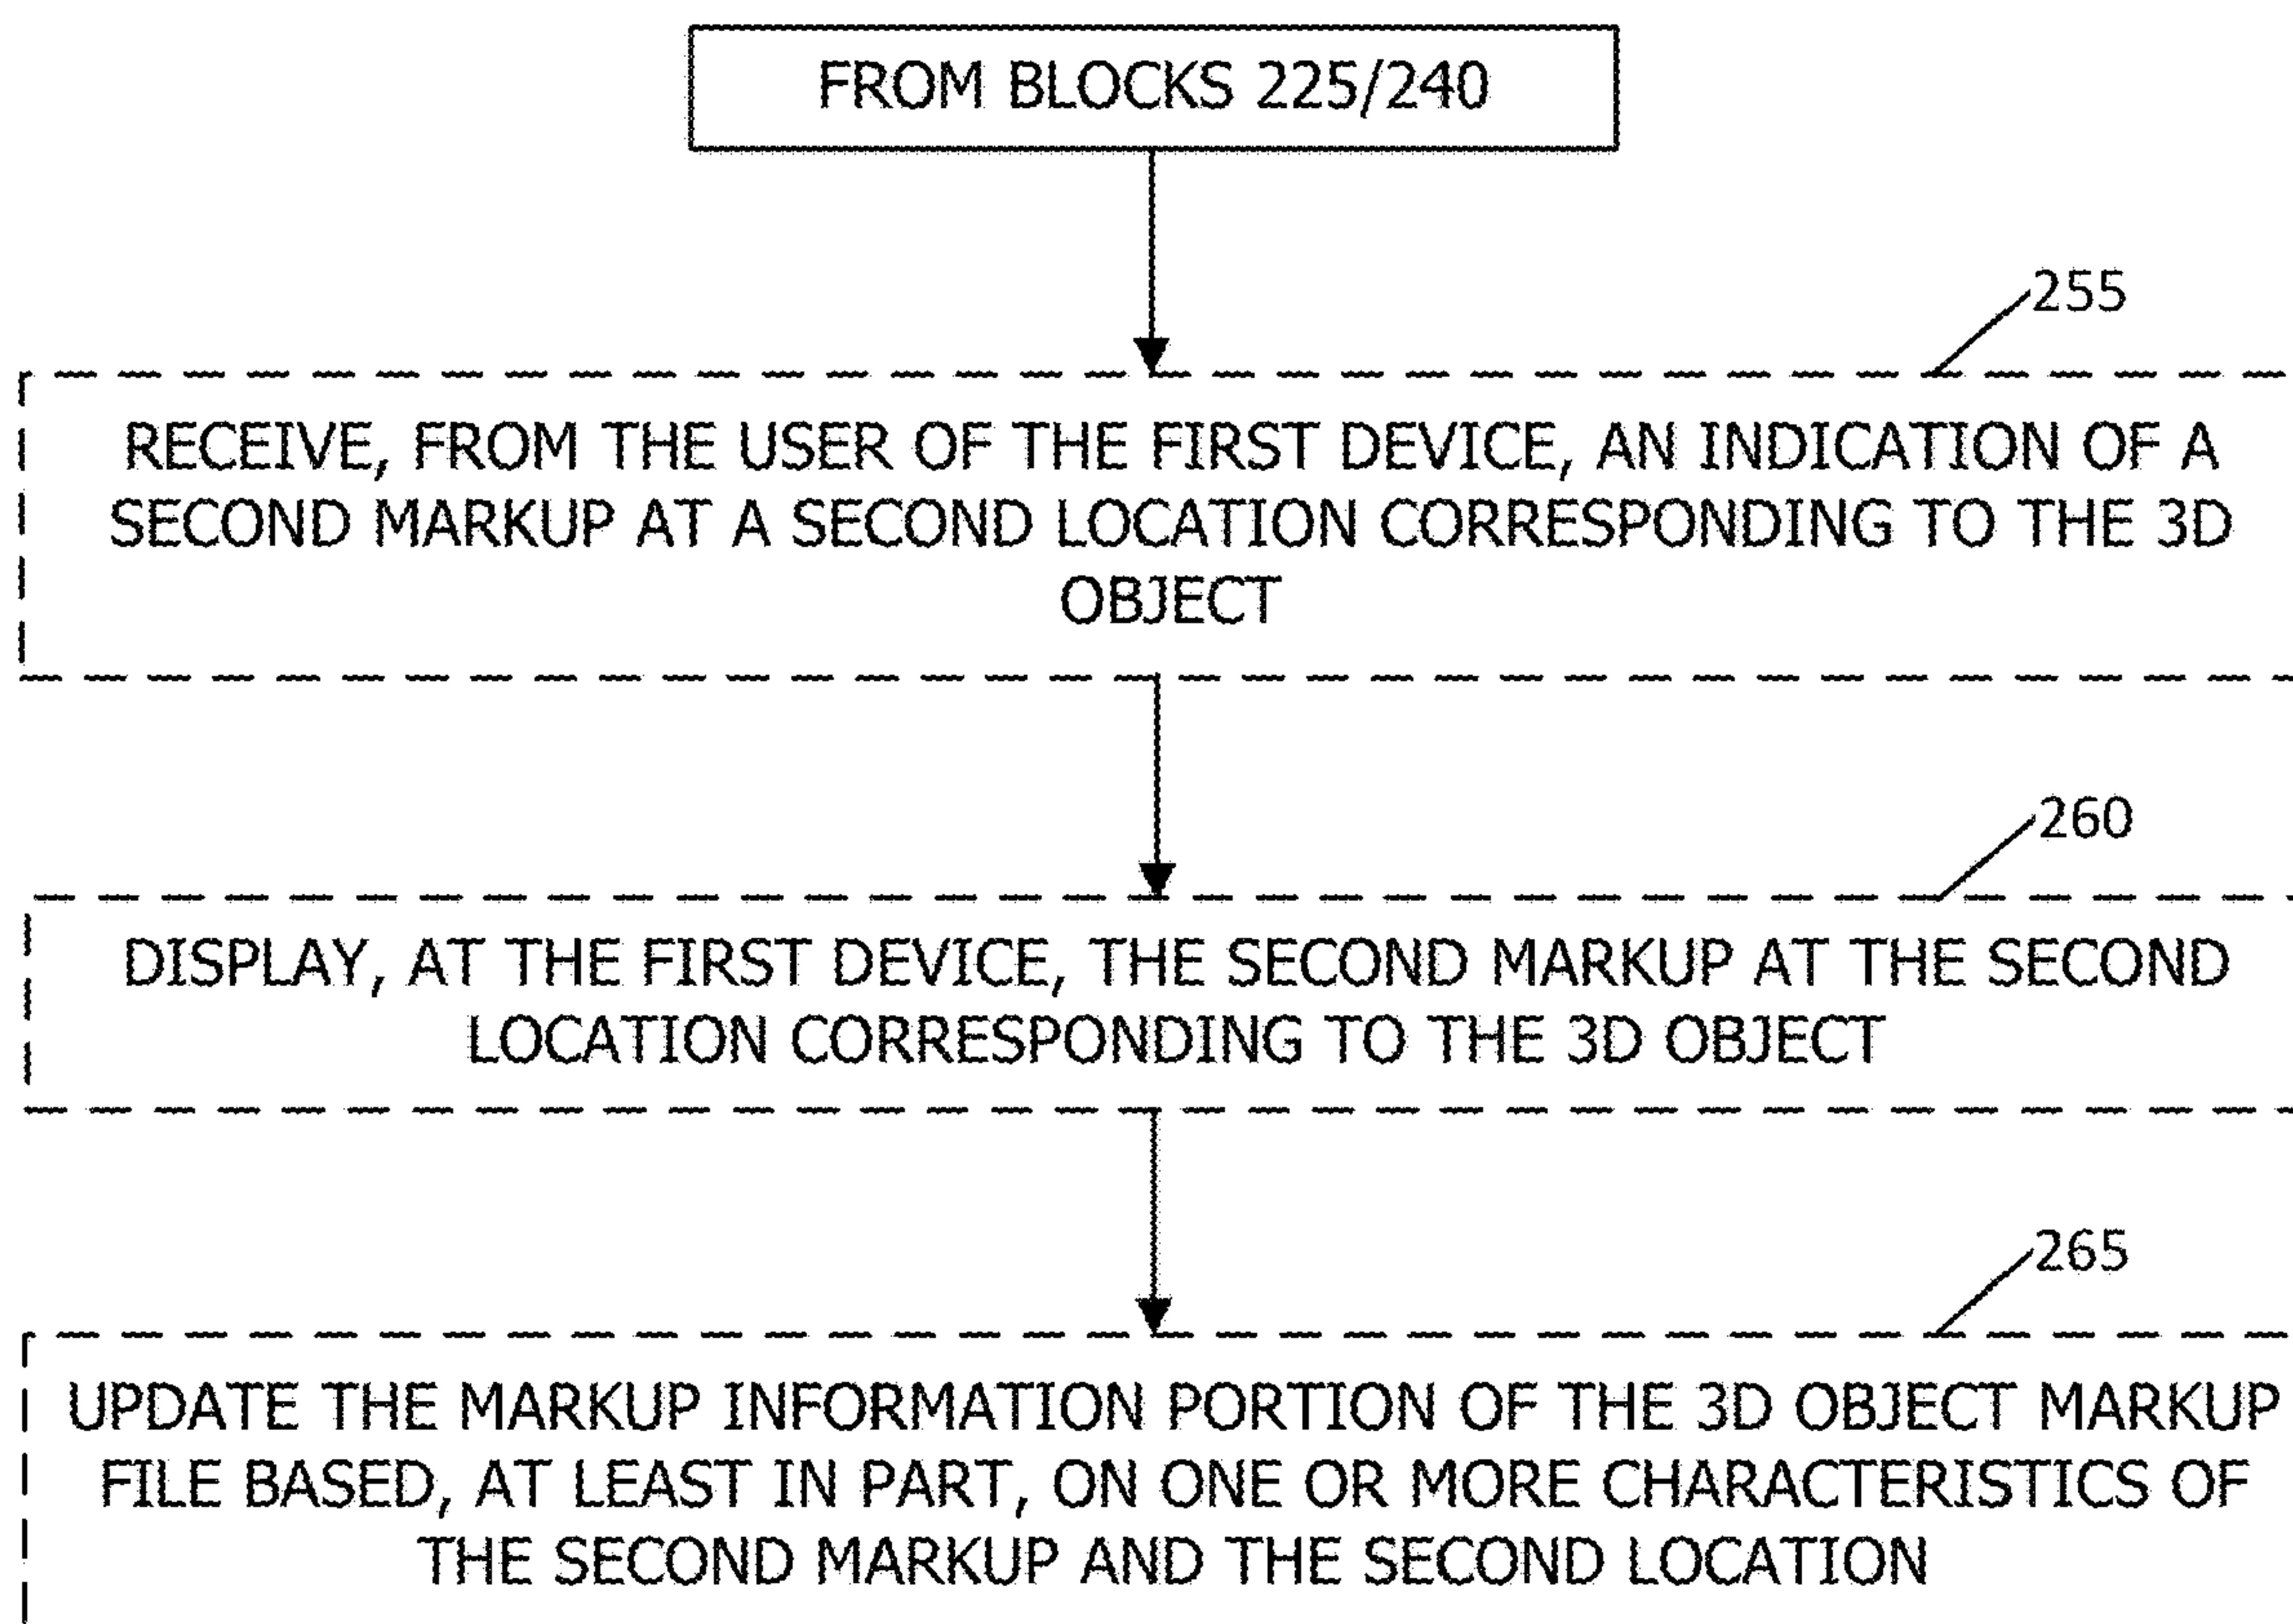 FROM BLOCKS 225/240
255
RECEIVE, FROM THE USER OF THE FIRST DEVICE, AN INDICATION OF A
SECOND MARKUP AT A SECOND LOCATION CORRESPONDING TO THE 3D
OBJECT
260
DISPLAY, AT THE FIRST DEVICE, THE SECOND MARKUP AT THE SECOND
LOCATION CORRESPONDING TO THE 3D OBJECT
265
UPDATE THE MARKUP INFORMATION PORTION OF THE 3D OBJECT MARKUP
FILE BASED, AT LEAST IN PART, ON ONE OR MORE CHARACTERISTICS OF
THE SECOND MARKUP AND THE SECOND LOCATION